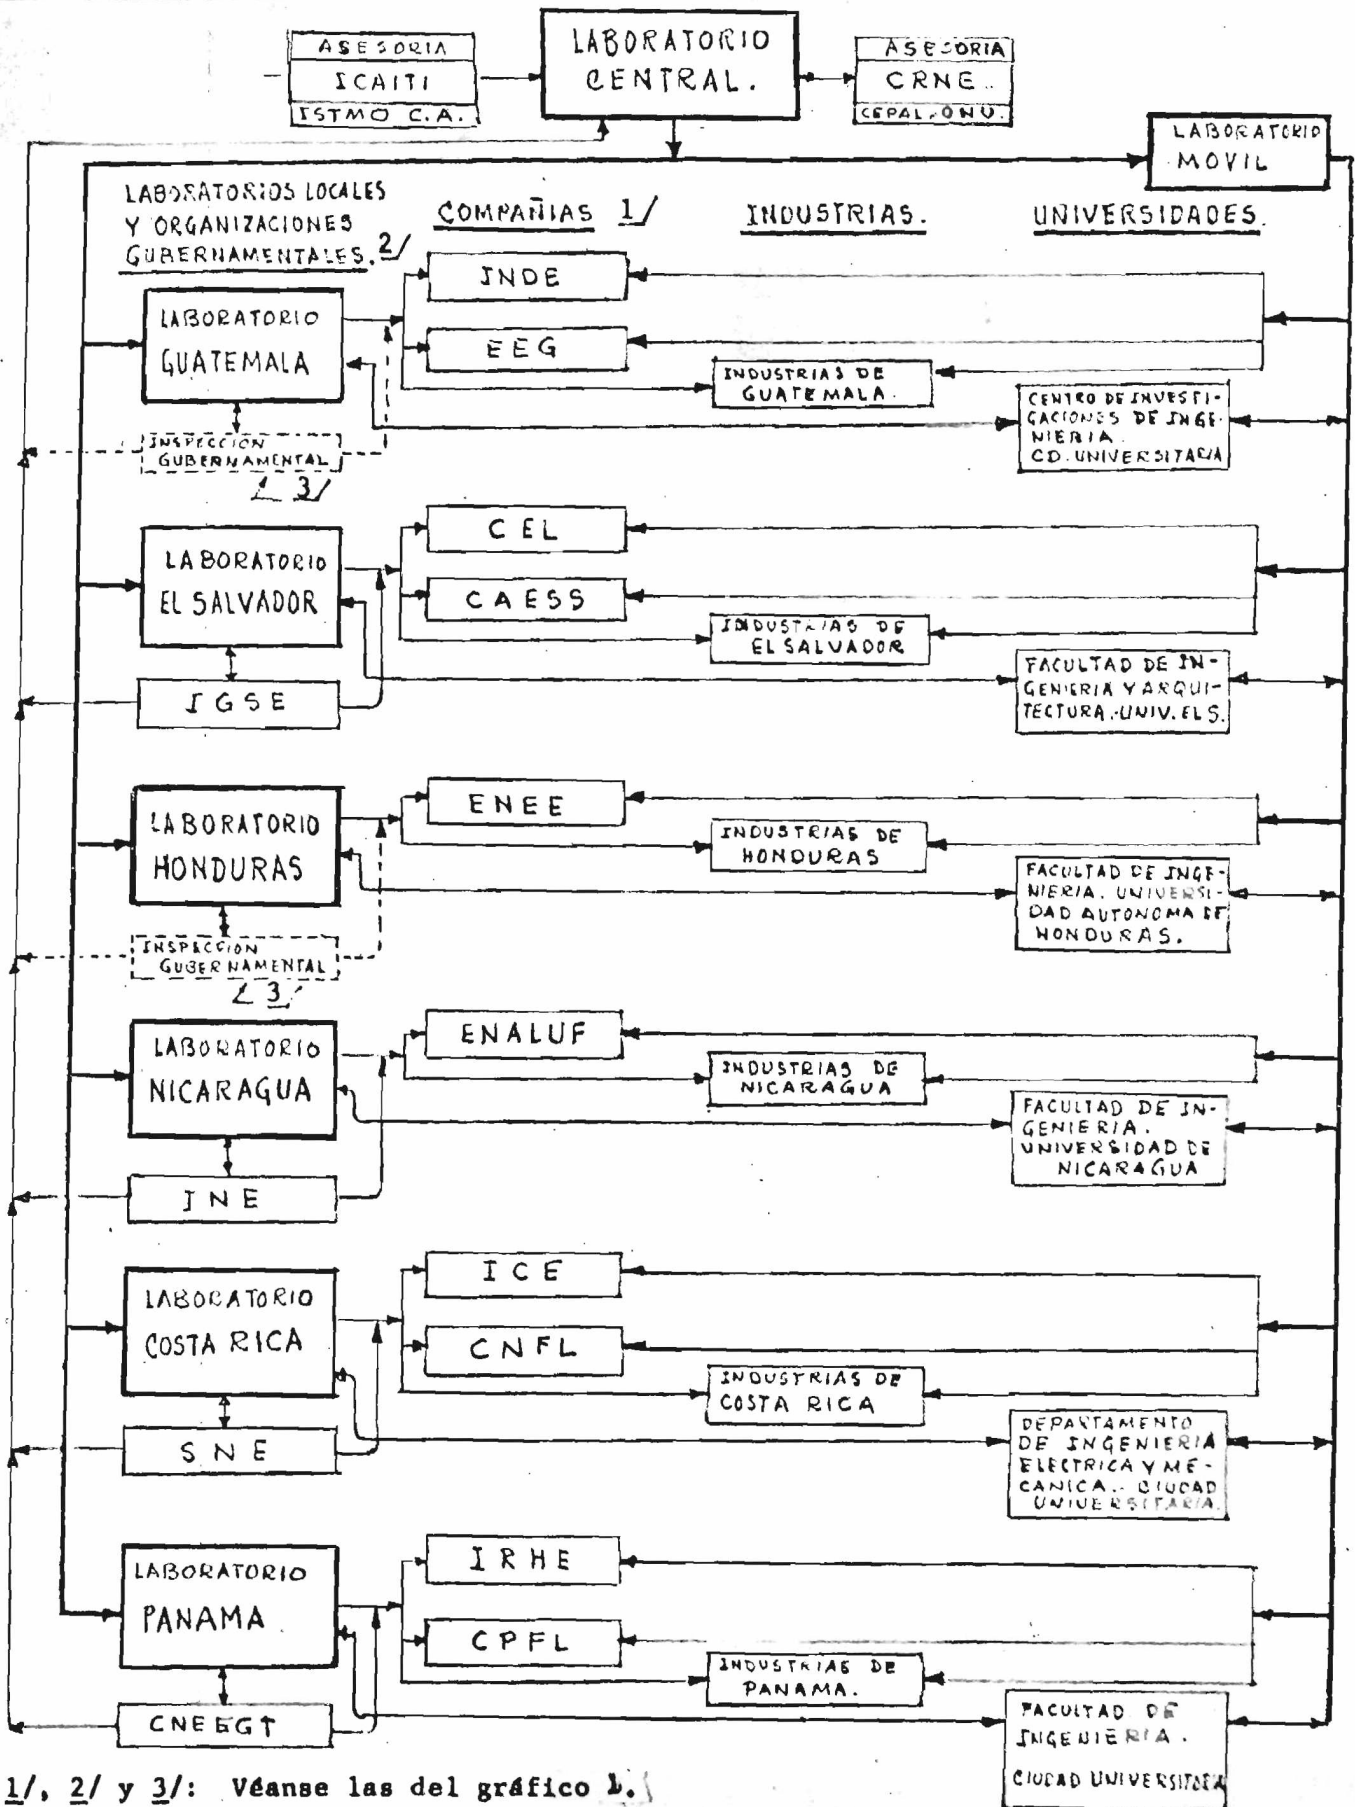 ASESORIA
ICAITI
ISTMO C.A.
LABORATORIO
CENTRAL.
ASESORIA
CRNE.
CEPAL-ONU.
LABORATORIO
MOVIL
LABORATORIOS LOCALES
Y ORGANIZACIONES
GUBERNAMENTALES. 2/
COMPAÑIAS 1/
INDUSTRIAS.
UNIVERSIDADES.
LABORATORIO
GUATEMALA
INDE
EEG
INDUSTRIAS DE
GUATEMALA.
CENTRO DE INVESTI-
GACIONES DE INGE-
NIERIA.
CD. UNIVERSITARIA
INSPECCION
GUBERNAMENTAL
3/
LABORATORIO
EL SALVADOR
CEL
CAESS
INDUSTRIAS DE
EL SALVADOR
FACULTAD DE IN-
GENIERIA Y ARQUI-
TECTURA.-UNIV. EL S.
IGSE
LABORATORIO
HONDURAS
ENEE
INDUSTRIAS DE
HONDURAS
FACULTAD DE INGE-
NIERIA. UNIVERSI-
DAD AUTONOMA DE
HONDURAS.
INSPECCION
GUBERNAMENTAL
3/
LABORATORIO
NICARAGUA
ENALUF
INDUSTRIAS DE
NICARAGUA
FACULTAD DE IN-
GENIERIA.
UNIVERSIDAD DE
NICARAGUA
INE
LABORATORIO
COSTA RICA
ICE
CNFL
INDUSTRIAS DE
COSTA RICA
DEPARTAMENTO
DE INGENIERIA
ELECTRICA Y ME-
CANICA.- CIUDAD
UNIVERSITARIA.
SNE
LABORATORIO
PANAMA
IRHE
CPFL
INDUSTRIAS DE
PANAMA.
FACULTAD DE
INGENIERIA.
CIUDAD UNIVERSITARIA
CNEEGT
1/, 2/ y 3/: Véanse las del gráfico 1.